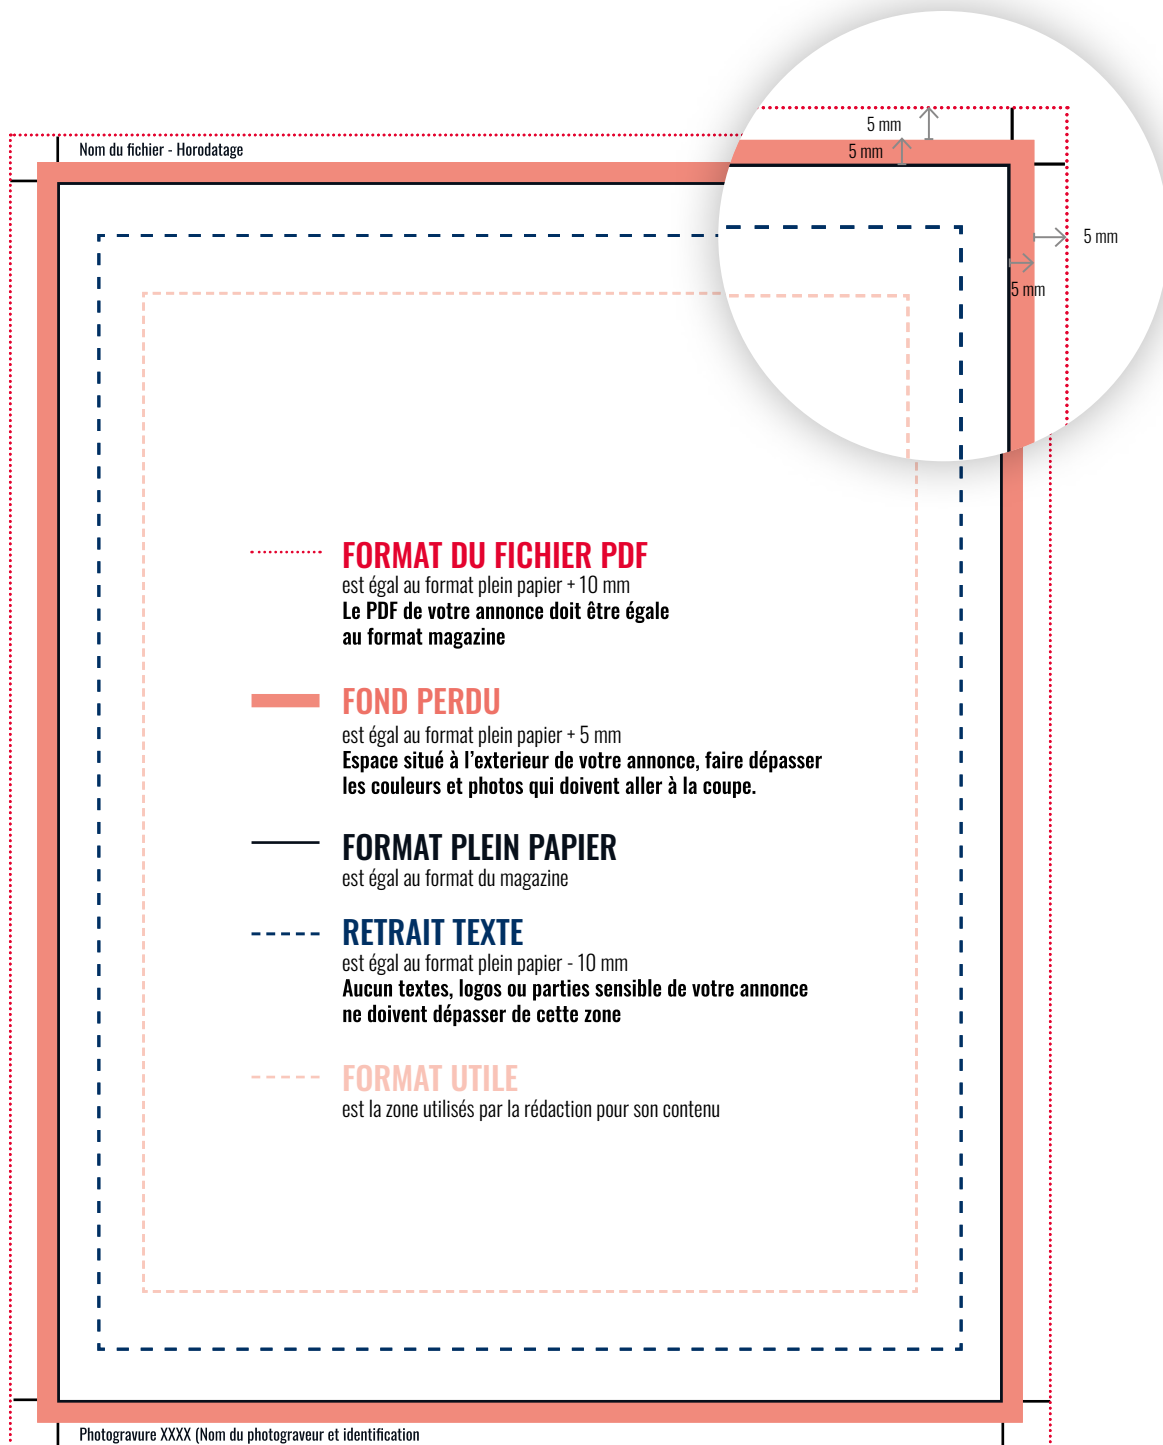 5 mm
5 mm
Nom du fichier - Horodatage
5 mm
5 mm
FORMAT DU FICHIER PDF
est égal au format plein papier + 10 mm
Le PDF de votre annonce doit être égale
au format magazine
FOND PERDU
est égal au format plein papier + 5 mm
Espace situé à l'exterieur de votre annonce, faire dépasser
les couleurs et photos qui doivent aller à la coupe.
FORMAT PLEIN PAPIER
est égal au format du magazine
RETRAIT TEXTE
est égal au format plein papier - 10 mm
Aucun textes, logos ou parties sensible de votre annonce
ne doivent dépasser de cette zone
FORMAT UTILE
est la zone utilisés par la rédaction pour son contenu
Photogravure XXXX (Nom du photograveur et identification